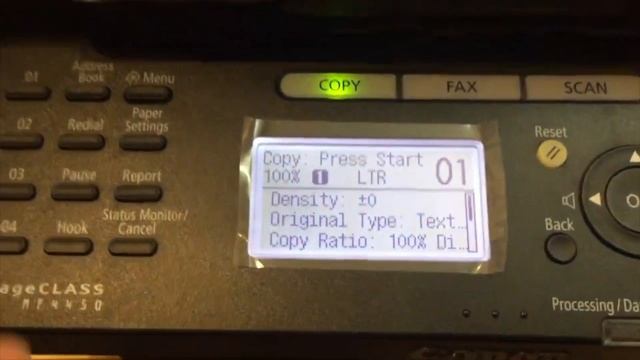 01
Address
Book
Menu
COPY
FAX
SCAN
02
Redial
Paper
Settings
Reset
Copy: Press Start
100% 1 LTR
01
Density: ±0
Original Type: Text…
Copy Ratio: 100% Di…
03
Pause
Report
04
Hook
Status Monitor/
Cancel
Back
O
ageCLASS
MF4450
Processing/Da